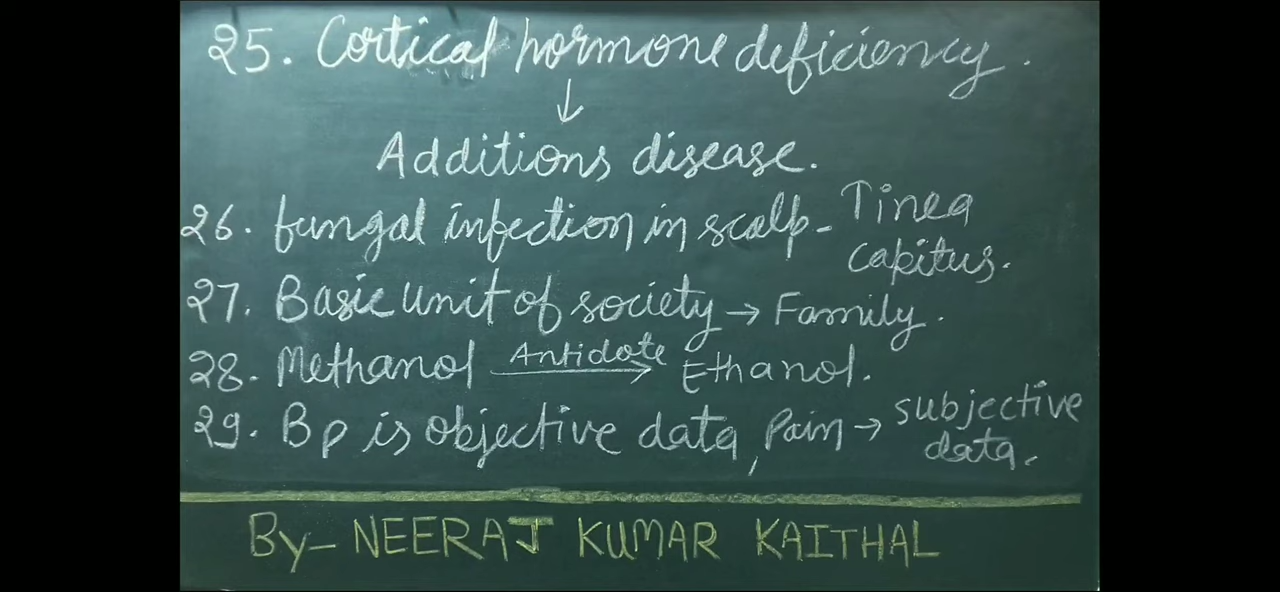 25. Cortical hormone deficiency.
↓
Additions disease.
26. fungal infection in scalp - Tinea
capitus.
27. Basic unit of society → Family.
28. Methanol Antidote → Ethanol.
29. Bp is objective data, Pain → subjective
data.
By - NEERAJ KUMAR KAITHAL